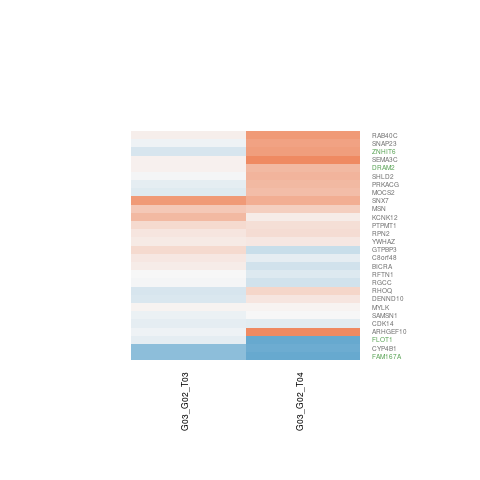 RAB40C
SNAP23
ZNHIT6
SEMA3C
DRAM2
SHLD2
PRKACG
MOCS2
SNX7
MSN
KCNK12
PTPMT1
RPN2
YWHAZ
GTPBP3
C8orf48
BICRA
RFTN1
RGCC
RHOQ
DENND10
MYLK
SAMSN1
CDK14
ARHGEF10
FLOT1
CYP4B1
FAM167A
G03_G02_T03
G03_G02_T04